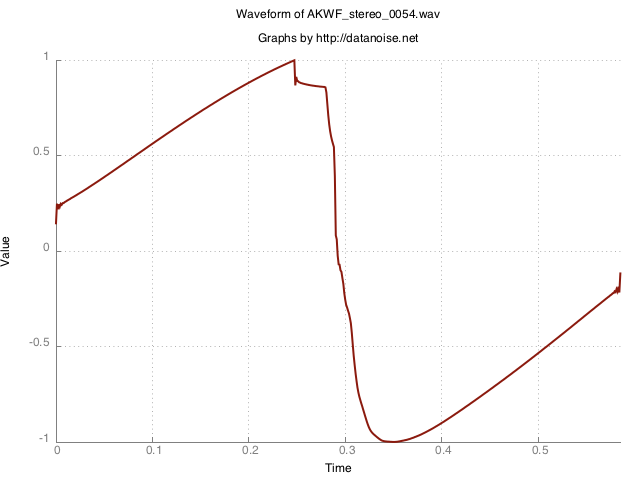 Waveform of AKWF_stereo_0054.wav
Graphs by http://datanoise.net
1
0.5
0
-0.5
-1
Value
0 0.1 0.2 0.3 0.4 0.5
Time